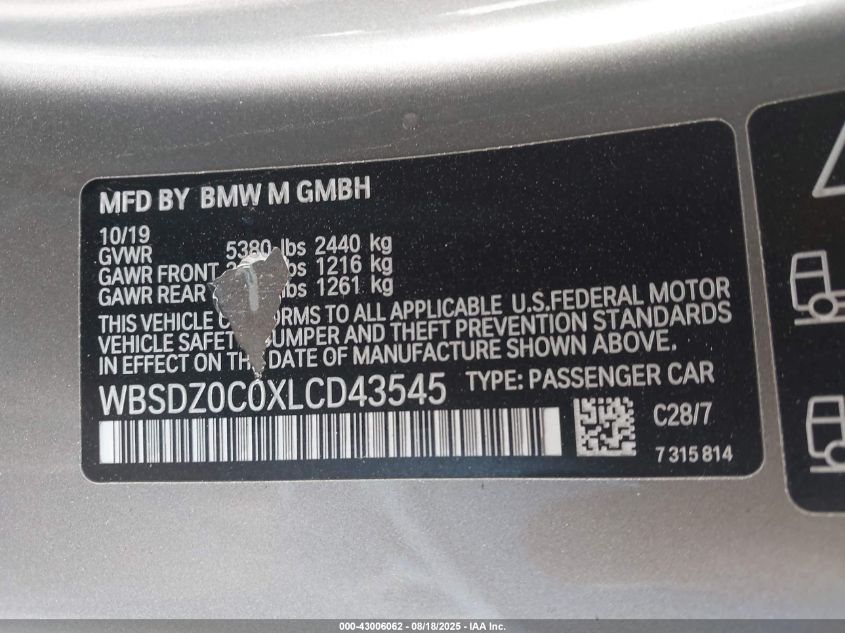 MFD BY BMW M GMBH
10/19
GVWR 5380 lbs 2440 kg
GAWR FRONT lbs 1216 kg
GAWR REAR lbs 1261 kg
THIS VEHICLE C RMS TO ALL APPLICABLE U.S.FEDERAL MOTOR
VEHICLE SAFET BUMPER AND THEFT PREVENTION STANDARDS
IN EFFECT ON TH DATE OF MANUFACTURE SHOWN ABOVE.
WBSDZ0C0XLCD43545 TYPE: PASSENGER CAR
C28/7
7 315 814
000-43006062 - 08/18/2025 - IAA Inc.